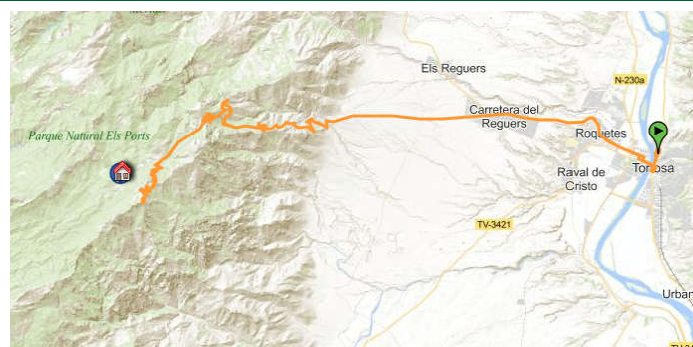 Els Reguers
N-230a
Carretera del
Reguers
Roquetes
Parque Natural Els Ports
Tortosa
Raval de
Cristo
TV-3421
Urban